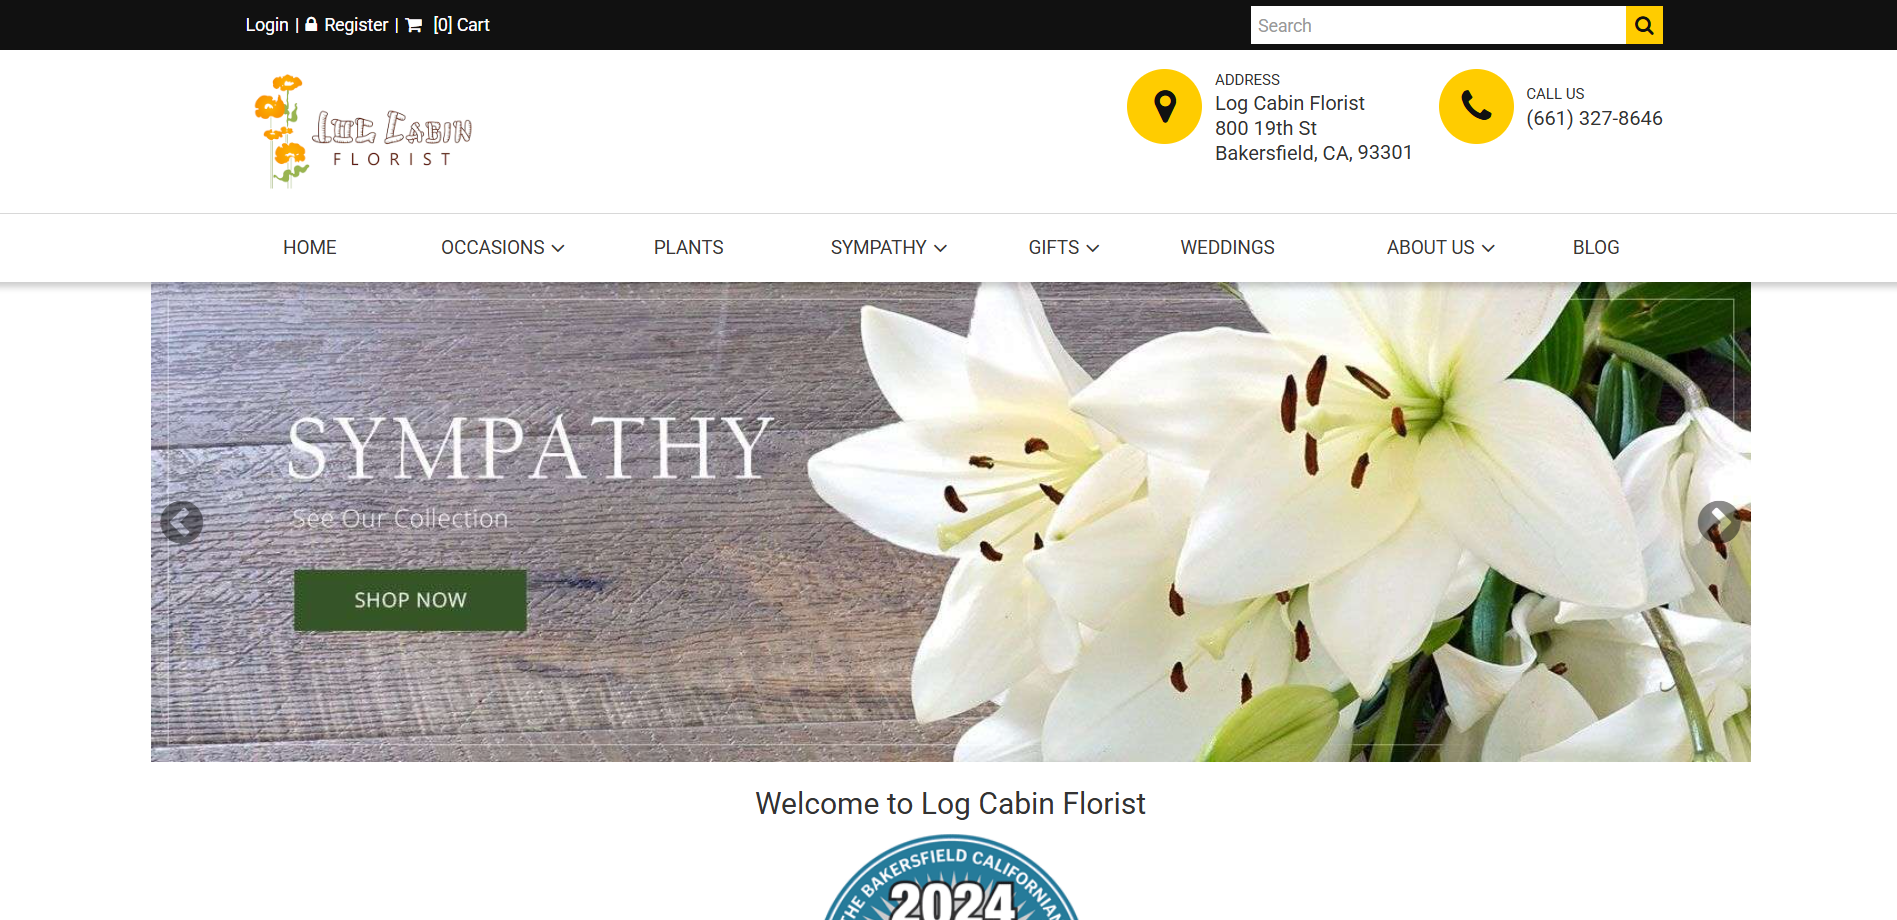 Login | Register | [0] Cart
Search
LOG CABIN
FLORIST
ADDRESS
Log Cabin Florist
800 19th St
Bakersfield, CA, 93301
CALL US
(661) 327-8646
HOME OCCASIONS PLANTS SYMPATHY GIFTS WEDDINGS ABOUT US BLOG
SYMPATHY
See Our Collection
SHOP NOW
Welcome to Log Cabin Florist
THE BAKERSFIELD CALIFORNIAN
2024